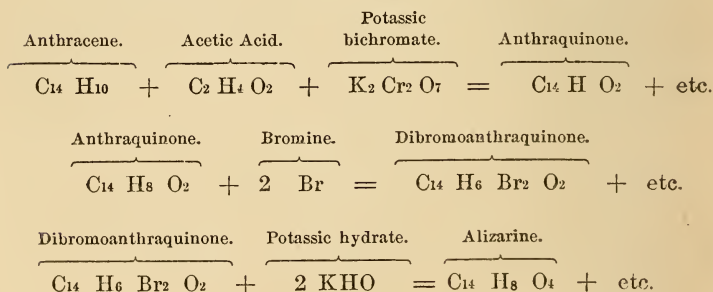 Anthracene. Acetic Acid. Potassic bichromate. Anthraquinone.
C14 H10 + C2 H4 O2 + K2 Cr2 O7 = C14 H O2 + etc.
Anthraquinone. Bromine. Dibromoanthraquinone.
C14 H8 O2 + 2 Br = C14 H6 Br2 O2 + etc.
Dibromoanthraquinone. Potassic hydrate. Alizarine.
C14 H6 Br2 O2 + 2 KHO = C14 H8 O4 + etc.